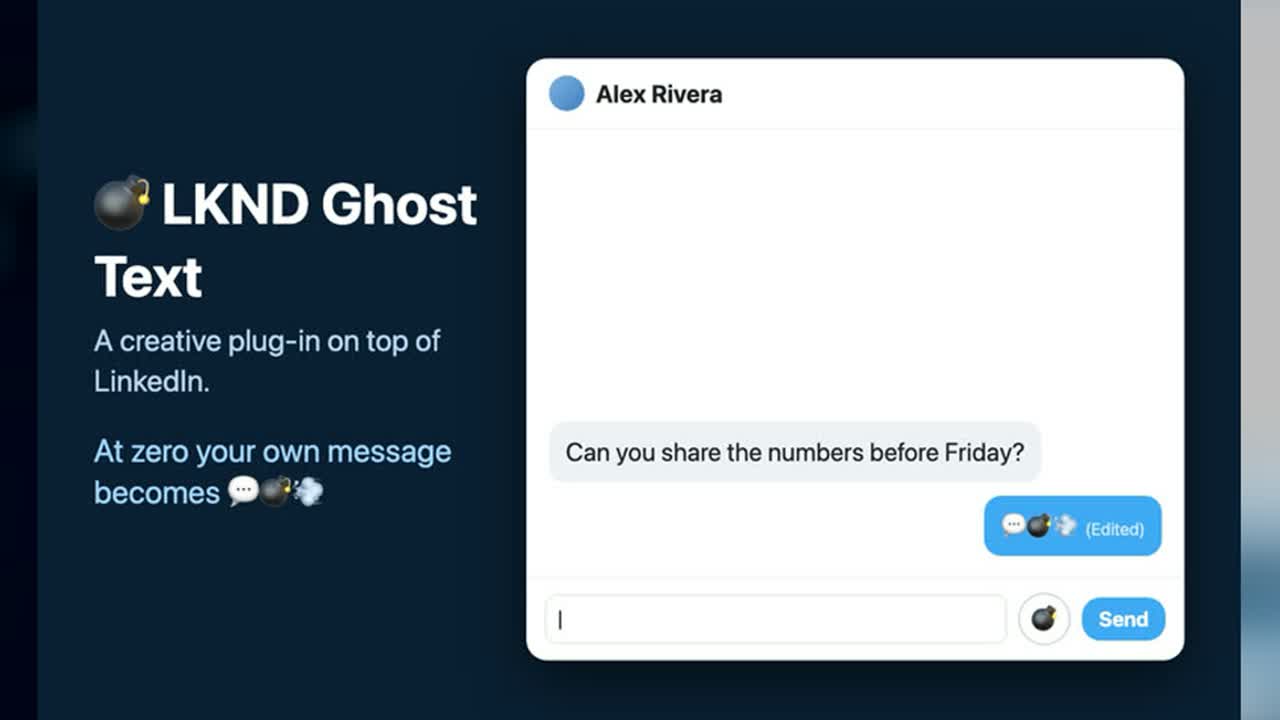 💣 LKND Ghost
Text
A creative plug-in on top of
LinkedIn.
At zero your own message
becomes 💬💣💨
Alex Rivera
Can you share the numbers before Friday?
💬💣💨 (Edited)
💣 Send